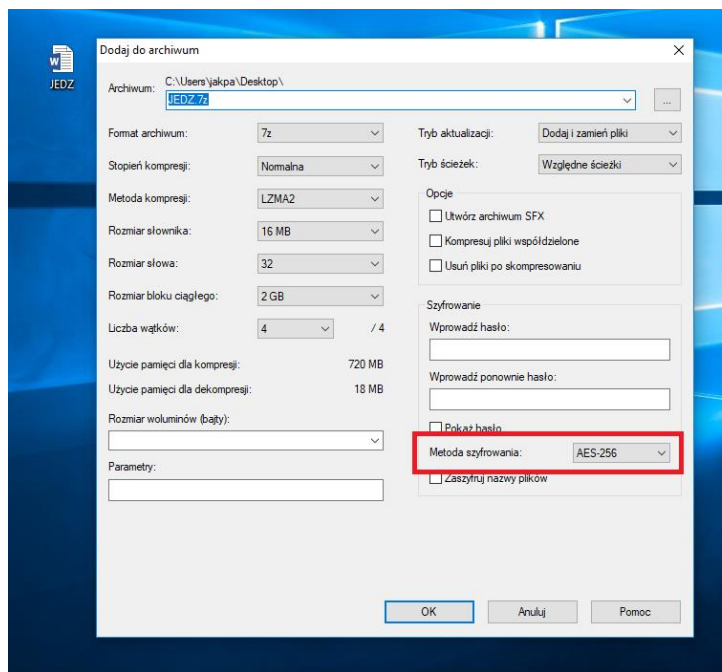 JEDZ
Dodaj do archiwum
Archiwum:
C:\Users\jakpa\Desktop\
JEDZ.7z
...
Format archiwum:
7z
Stopień kompresji:
Normalna
Metoda kompresji:
LZMA2
Rozmiar słownika:
16 MB
Rozmiar słowa:
32
Rozmiar bloku ciągłego:
2 GB
Liczba wątków:
4
/ 4
Użycie pamięci dla kompresji:
720 MB
Użycie pamięci dla dekompresji:
18 MB
Rozmiar woluminów (bajty):
Parametry:
Tryb aktualizacji:
Dodaj i zamień pliki
Tryb ścieżek:
Względne ścieżki
Opcje
Utwórz archiwum SFX
Kompresuj pliki współdzielone
Usuń pliki po skompresowaniu
Szyfrowanie
Wprowadź hasło:
Wprowadź ponownie hasło:
Pokaż hasło
Metoda szyfrowania:
AES-256
Zaszyfruj nazwy plików
OK
Anuluj
Pomoc